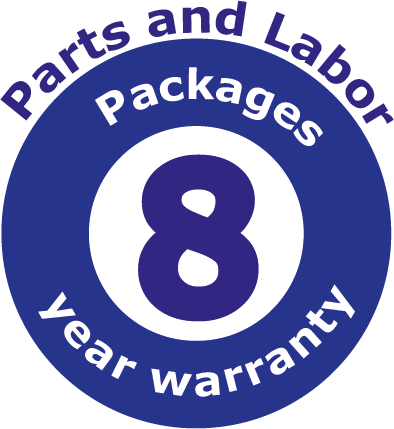 Parts and Labor
Packages
8
year warranty